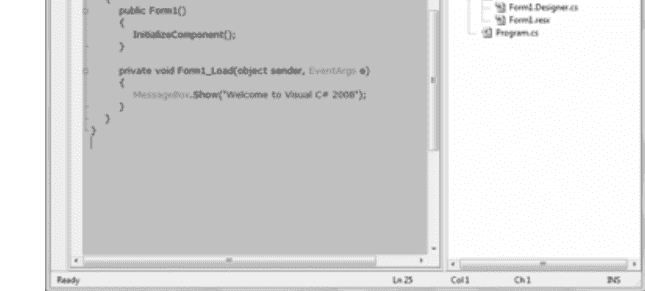 {
public Form1()
{
InitializeComponent();
}
private void Form1_Load(object sender, EventArgs e)
{
MessageBox.Show("Welcome to Visual C# 2008");
}
}
}
Form1.Designer.cs
Form1.resx
Program.cs
Ready Ln 25 Col 1 Ch 1 INS